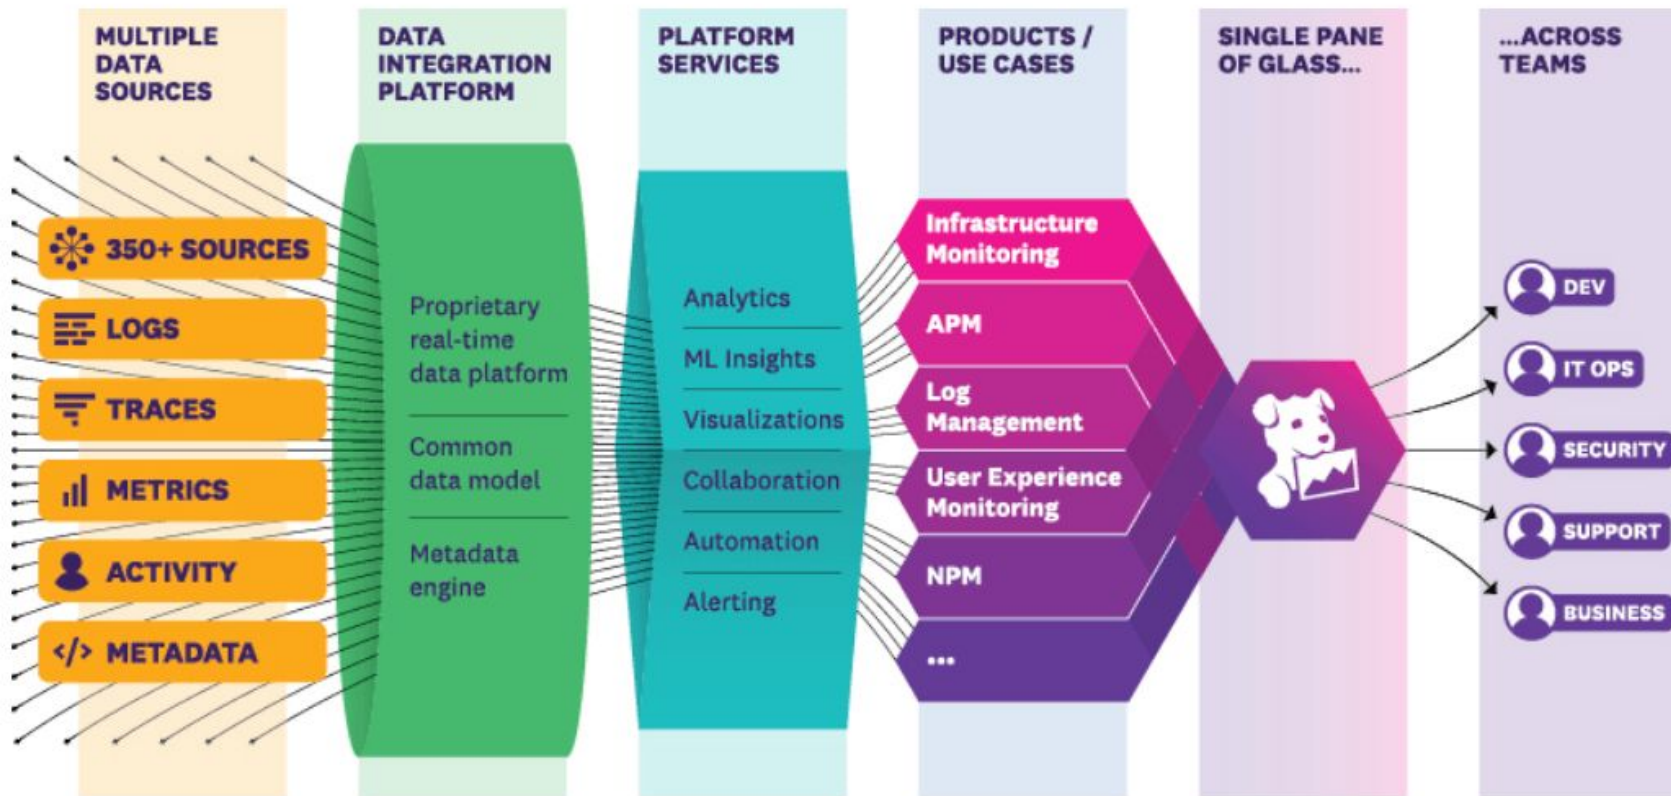 MULTIPLE
DATA
SOURCES
DATA
INTEGRATION
PLATFORM
PLATFORM
SERVICES
PRODUCTS /
USE CASES
SINGLE PANE
OF GLASS...
...ACROSS
TEAMS
350+ SOURCES
LOGS
TRACES
METRICS
ACTIVITY
</> METADATA
Proprietary
real-time
data platform
Common
data model
Metadata
engine
Analytics
ML Insights
Visualizations
Collaboration
Automation
Alerting
Infrastructure
Monitoring
APM
Log
Management
User Experience
Monitoring
NPM
...
DEV
IT OPS
SECURITY
SUPPORT
BUSINESS